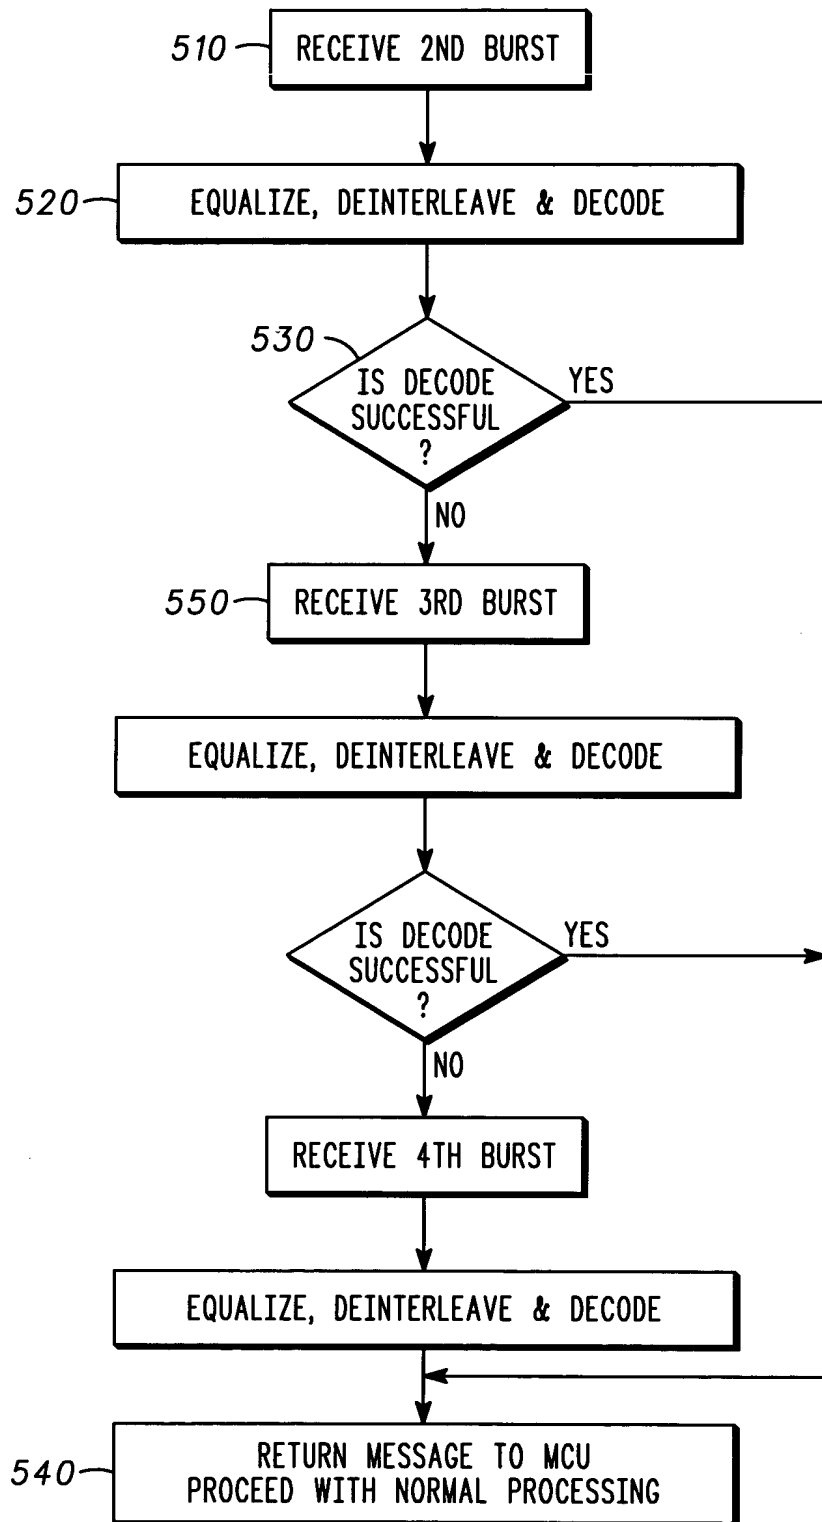 510
RECEIVE 2ND BURST
520
EQUALIZE, DEINTERLEAVE & DECODE
530
IS DECODE
SUCCESSFUL
?
YES
NO
550
RECEIVE 3RD BURST
EQUALIZE, DEINTERLEAVE & DECODE
IS DECODE
SUCCESSFUL
?
YES
NO
RECEIVE 4TH BURST
EQUALIZE, DEINTERLEAVE & DECODE
540
RETURN MESSAGE TO MCU
PROCEED WITH NORMAL PROCESSING